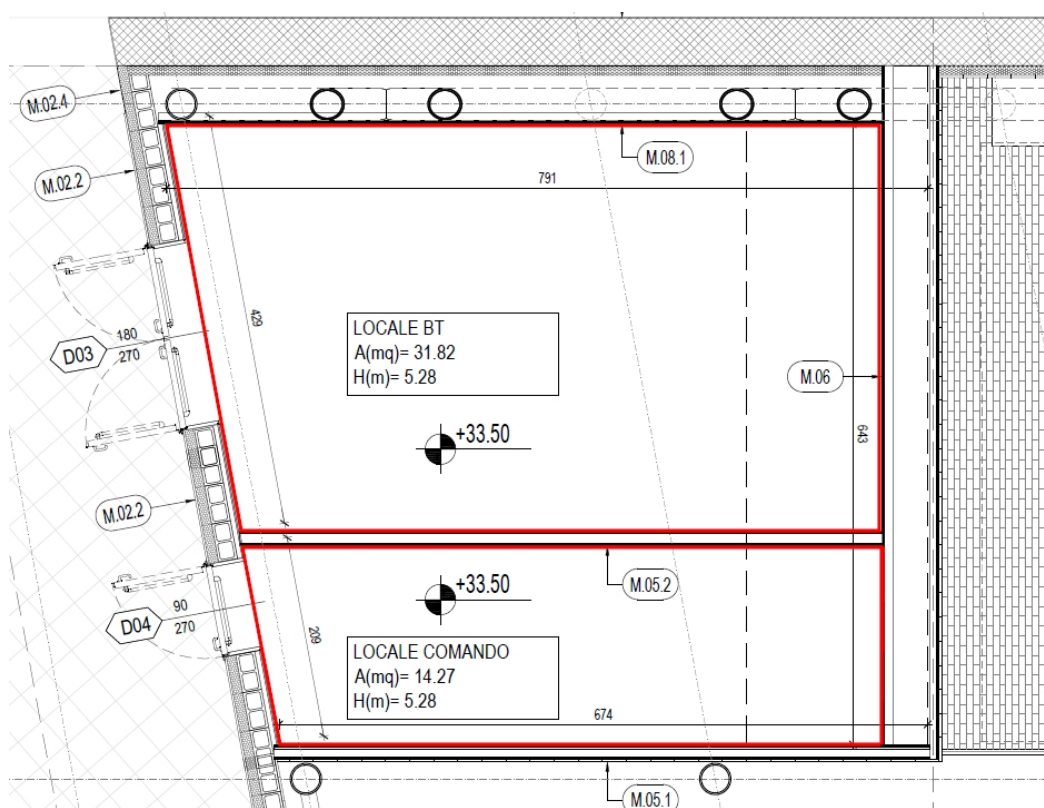 M.02.4
M.08.1
M.02.2
791
429
LOCALE BT
A(mq)= 31.82
H(m)= 5.28
180
D03
270
M.06
+33.50
643
M.02.2
+33.50
M.05.2
90
D04
270
209
LOCALE COMANDO
A(mq)= 14.27
H(m)= 5.28
674
M.05.1